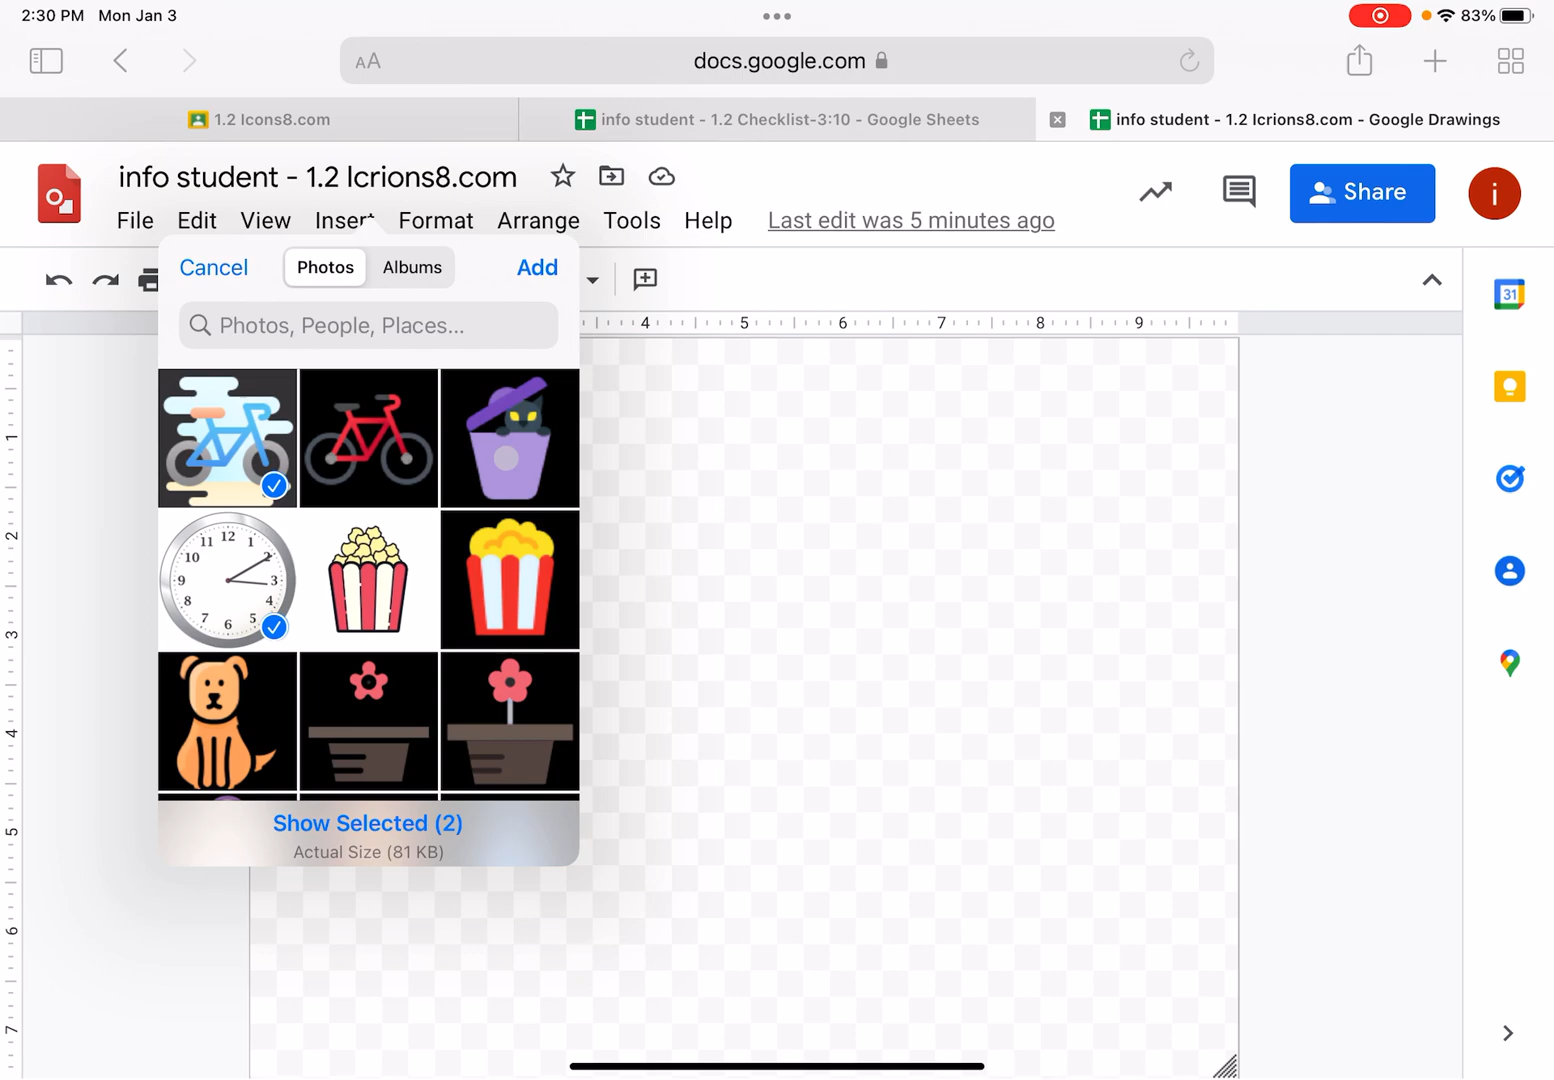 2:30 PM Mon Jan 3
83%
AA
docs.google.com
1.2 Icons8.com
info student - 1.2 Checklist-3:10 - Google Sheets
info student - 1.2 Icrions8.com - Google Drawings
info student - 1.2 Icrions8.com
File Edit View Insert Format Arrange Tools Help Last edit was 5 minutes ago
Share
i
Cancel Photos Albums Add
31
Photos, People, Places...
4 5 6 7 8 9
1
2
3
4
5
6
7
12
1
2
3
4
5
6
7
8
9
10
11
Show Selected (2)
Actual Size (81 KB)